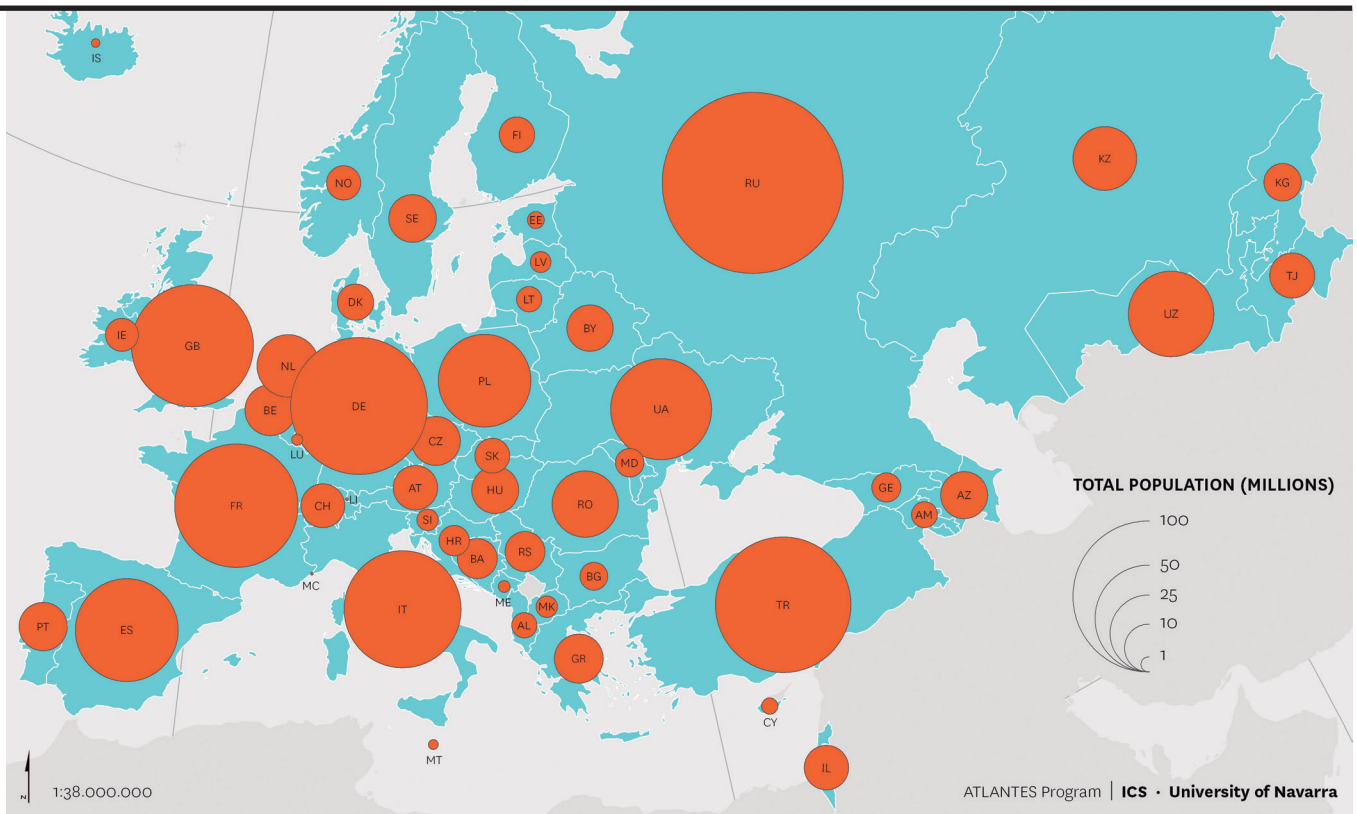 IS
FI
NO
SE
RU
KZ
KG
EE
LV
LT
DK
BY
TJ
UZ
IE
GB
NL
BE
DE
PL
UA
LU
CZ
SK
MD
FR
CH
LI
AT
HU
RO
SI
HR
BA
RS
BG
GE
AM
AZ
MC
ME
MK
AL
IT
PT
ES
GR
TR
CY
MT
IL
TOTAL POPULATION (MILLIONS)
100
50
25
10
1
N
1:38.000.000
ATLANTES Program | ICS · University of Navarra